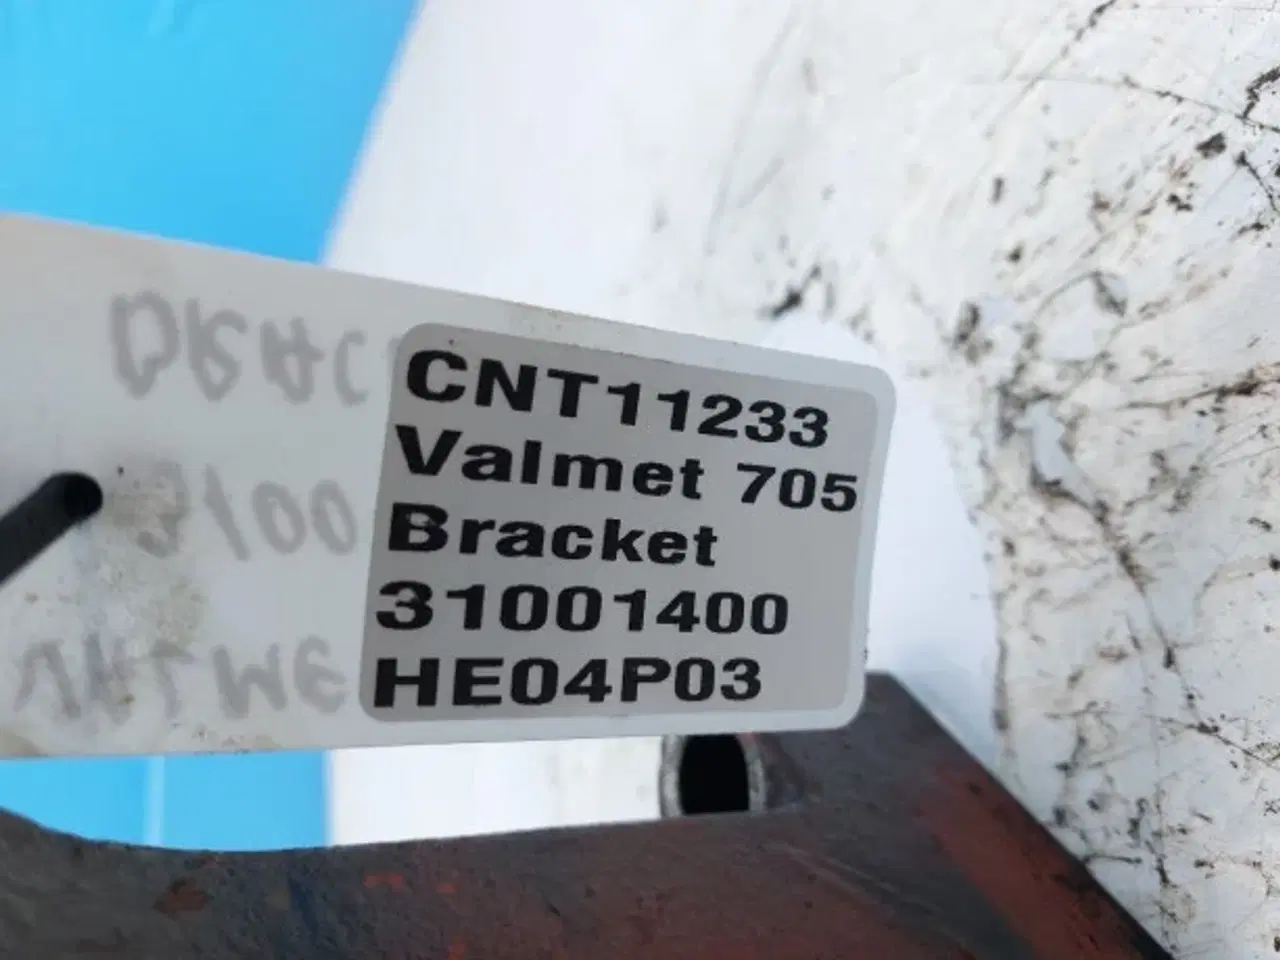 CNT11233
Valmet 705
Bracket
31001400
HE04P03